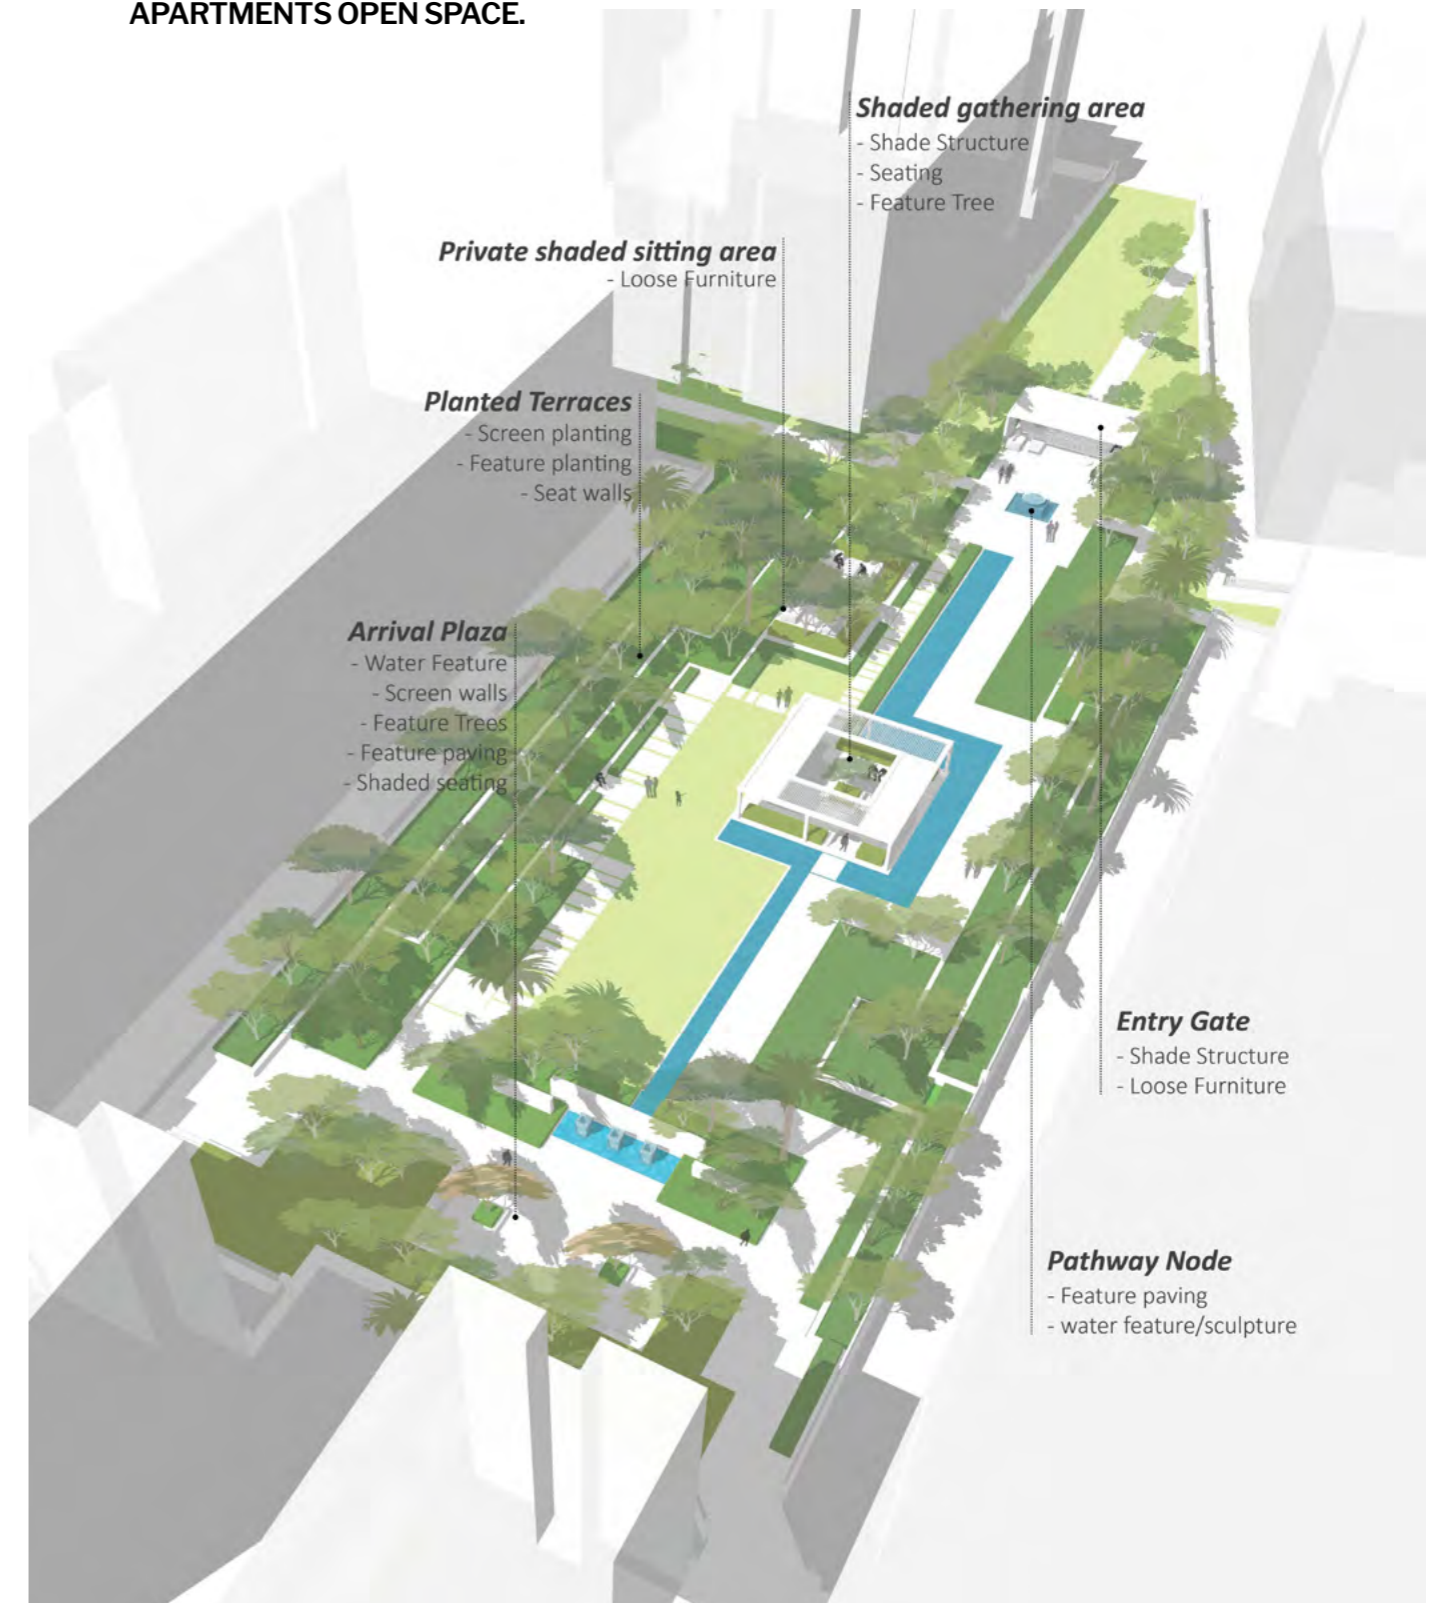 APARTMENTS OPEN SPACE.
Shaded gathering area
- Shade Structure
- Seating
- Feature Tree
Private shaded sitting area
- Loose Furniture
Planted Terraces
- Screen planting
- Feature planting
- Seat walls
Arrival Plaza
- Water Feature
- Screen walls
- Feature Trees
- Feature paving
- Shaded seating
Entry Gate
- Shade Structure
- Loose Furniture
Pathway Node
- Feature paving
- water feature/sculpture